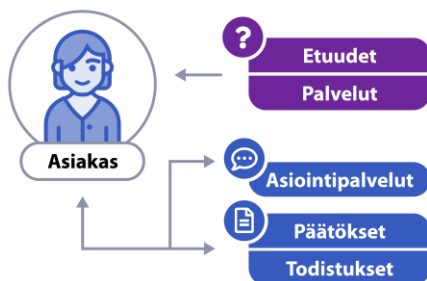 ?
Etuudet
Palvelut
Asiakas
Asiointipalvelut
Päätökset
Todistukset